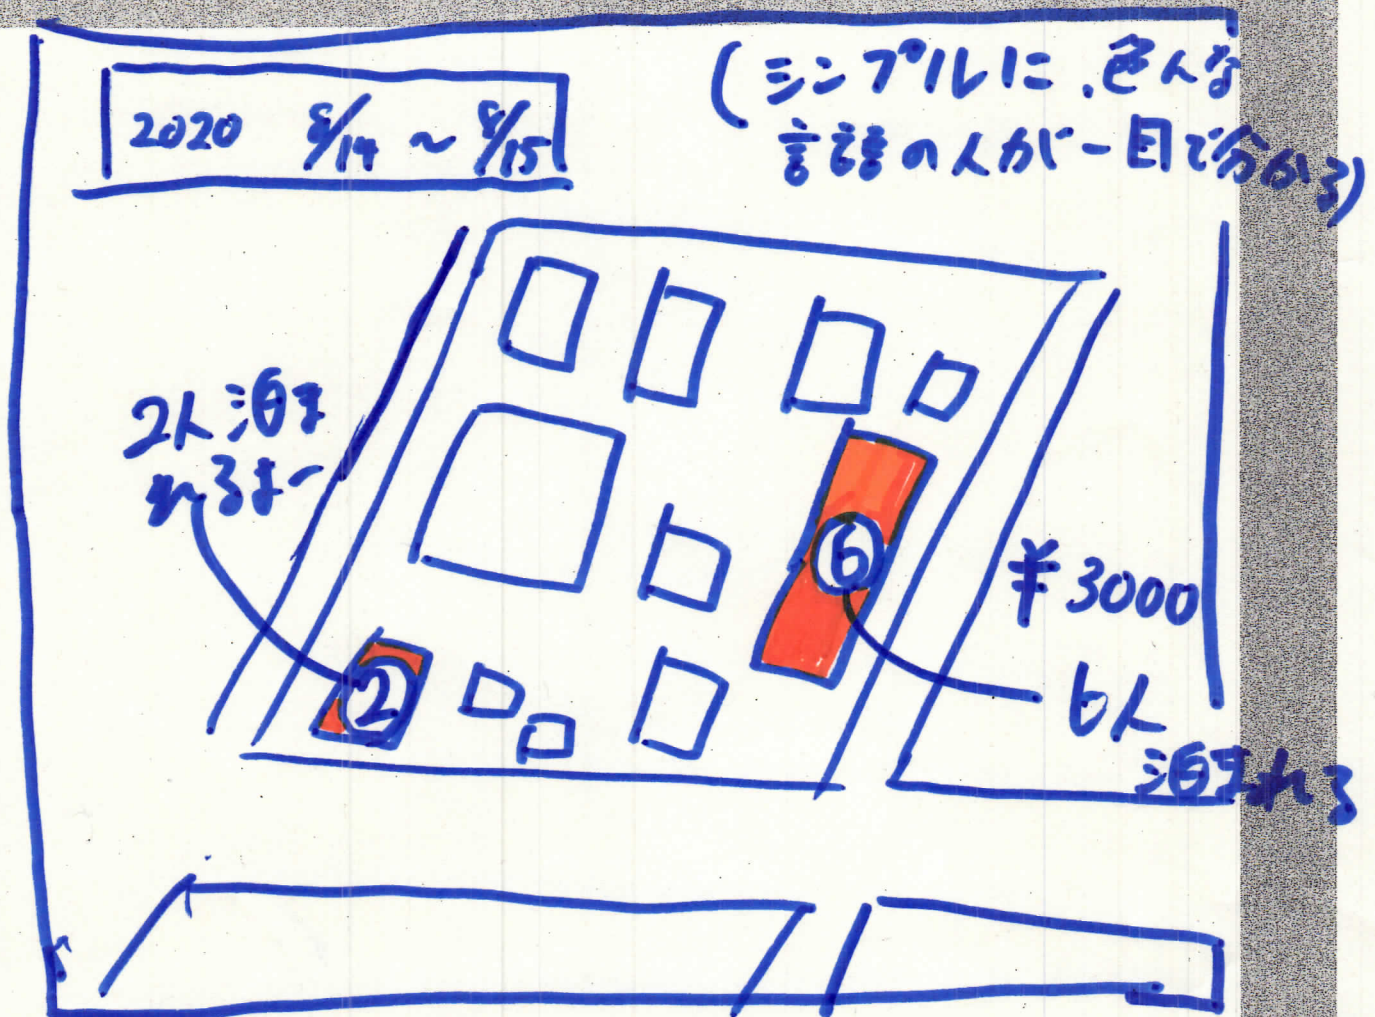 2020 8/14 ~ 8/15
(シンプルに、色んな
言語の人が一目で分かる)
2人泊ま
れるよー
6
¥3000
2
6人
泊まれる